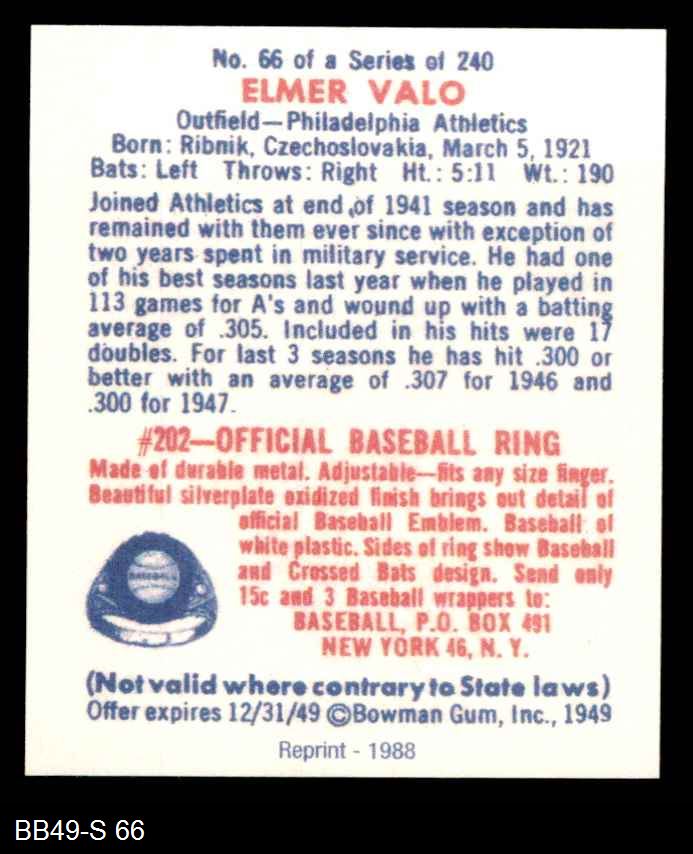 No. 66 of a Series of 240
ELMER VALO
Outfield—Philadelphia Athletics
Born: Ribnik, Czechoslovakia, March 5, 1921
Bats: Left Throws: Right Ht.: 5:11 Wt.: 190
Joined Athletics at end of 1941 season and has
remained with them ever since with exception of
two years spent in military service. He had one
of his best seasons last year when he played in
113 games for A's and wound up with a batting
average of .305. Included in his hits were 17
doubles. For last 3 seasons he has hit .300 or
better with an average of .307 for 1946 and
.300 for 1947.
#202—OFFICIAL BASEBALL RING
Made of durable metal. Adjustable—fits any size finger.
Beautiful silverplate oxidized finish brings out detail of
official Baseball Emblem. Baseball of
white plastic. Sides of ring show Baseball
and Crossed Bats design. Send only
15c and 3 Baseball wrappers to:
BASEBALL, P.O. BOX 491
NEW YORK 46, N. Y.
BASEBALL
(Not valid where contrary to State laws)
Offer expires 12/31/49 ©Bowman Gum, Inc., 1949
Reprint - 1988
BB49-S 66